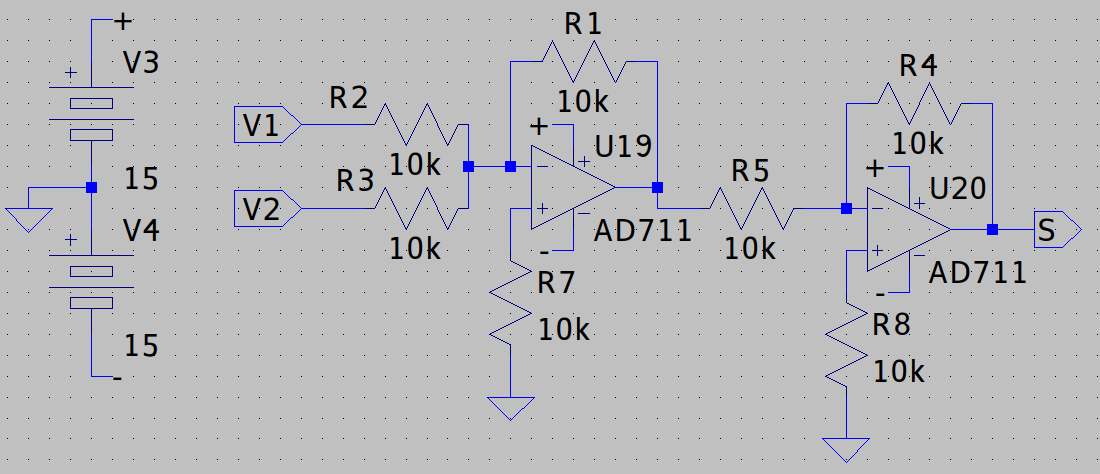 +
V3
+
15
V4
+
15
-
V1
R2
10k
V2
R3
10k
R1
10k
+
U19
+
-
+
-
-
AD711
R7
10k
R5
10k
R4
10k
+
U20
+
-
+
-
-
AD711
R8
10k
S